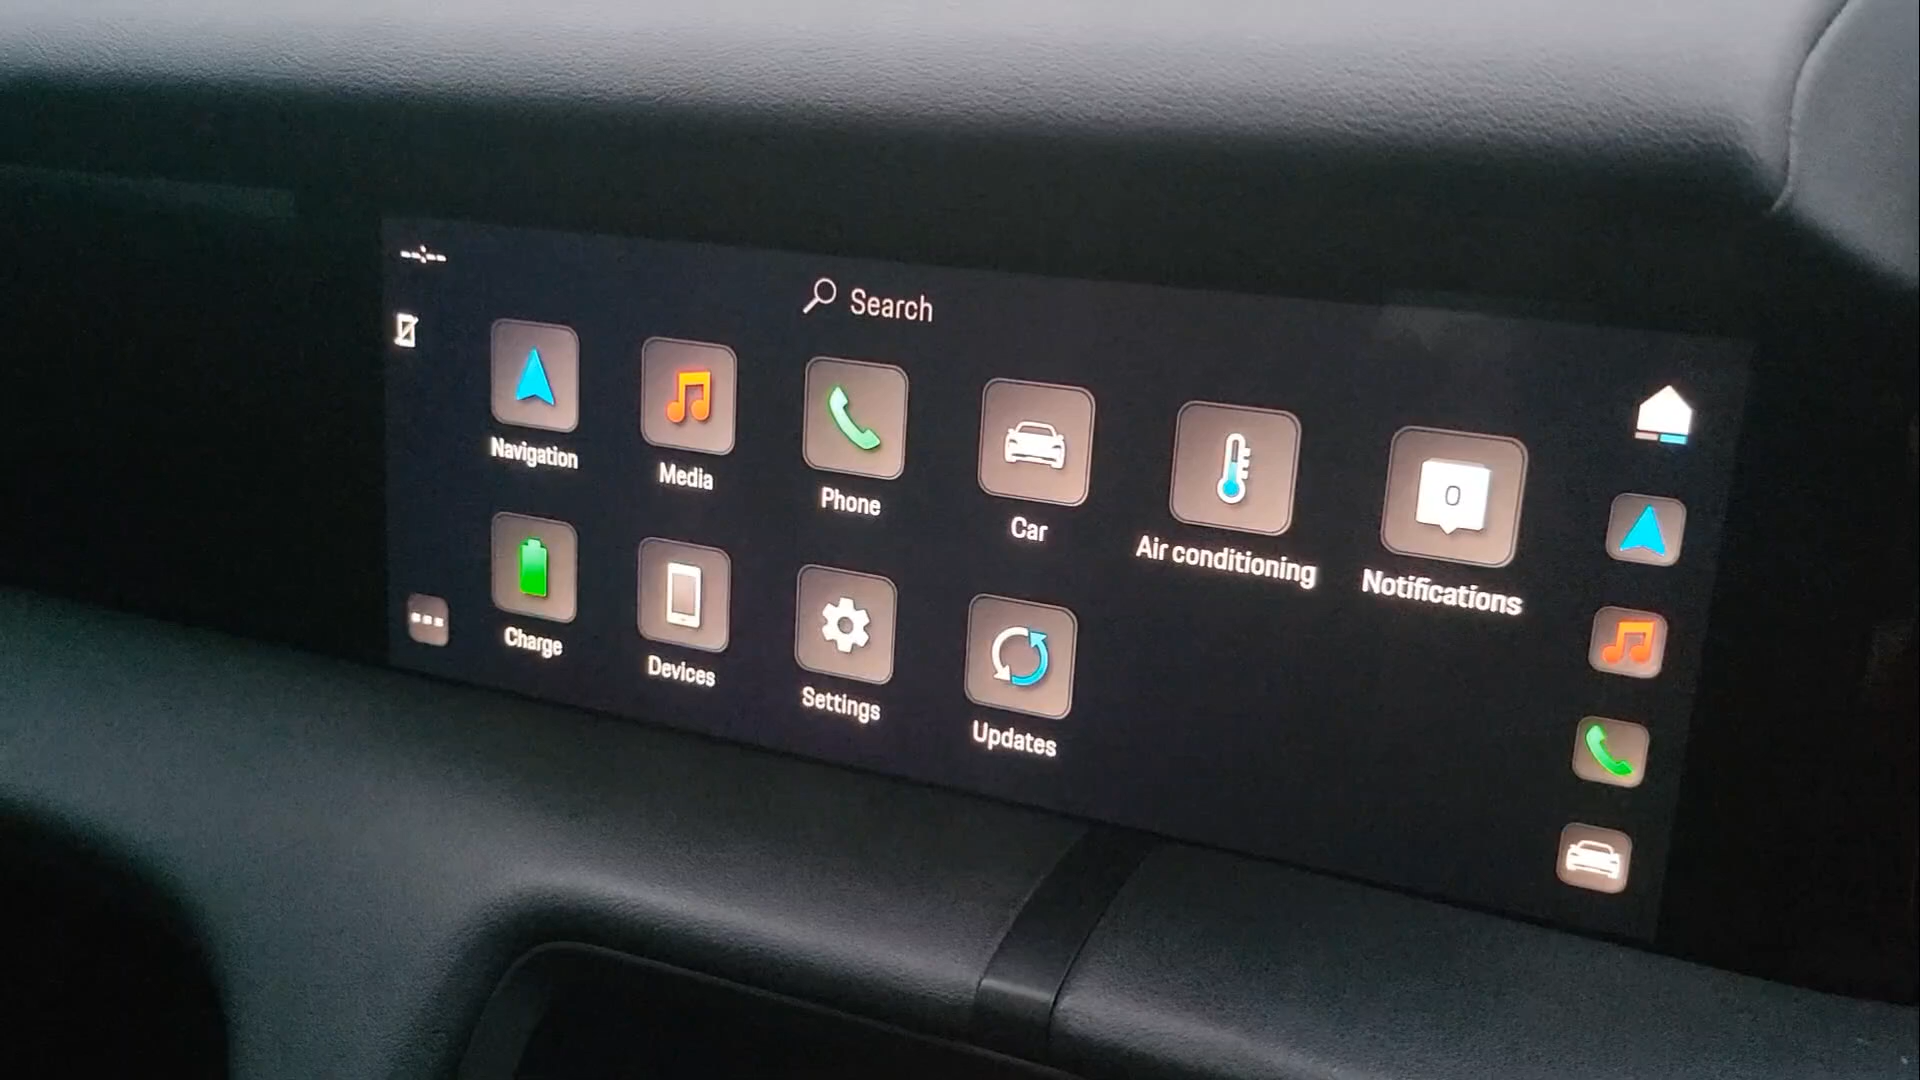 --:--
Search
Navigation
Media
Phone
Car
Air conditioning
0
Notifications
Charge
Devices
Settings
Updates